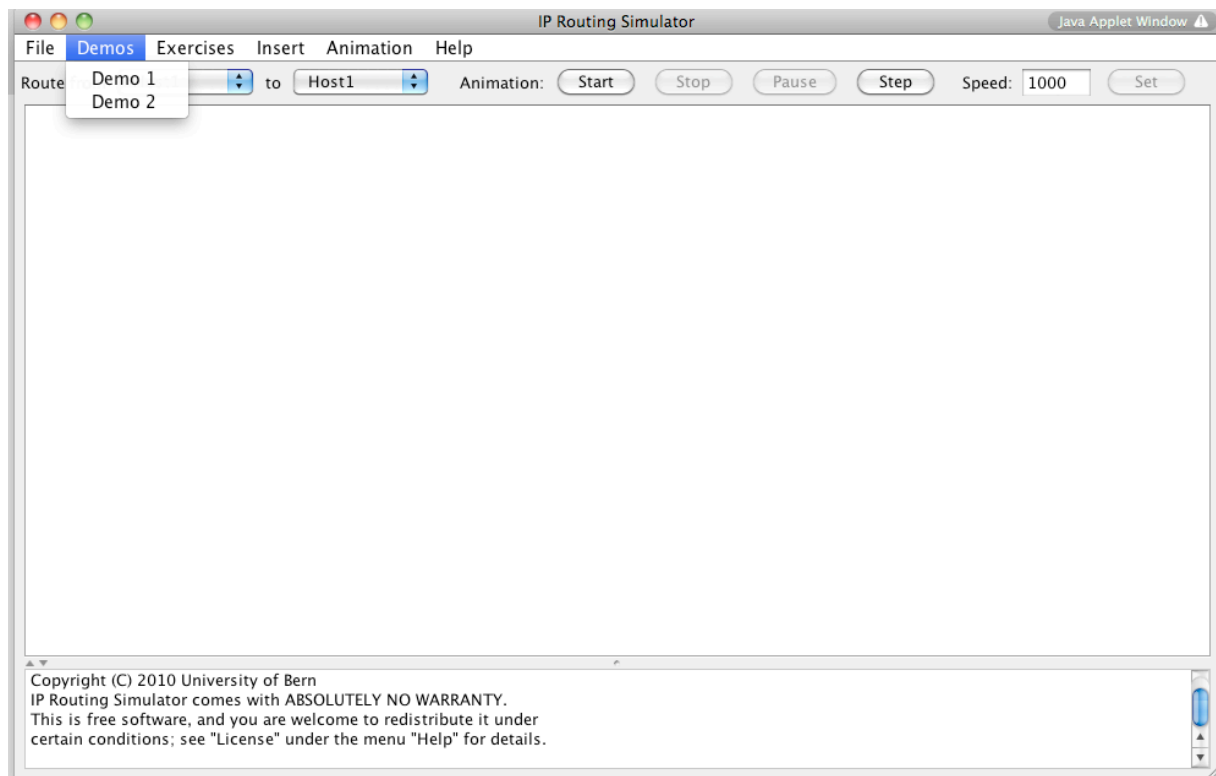 IP Routing Simulator
Java Applet Window
File Demos Exercises Insert Animation Help
Route to Host1 Animation: Start Stop Pause Step Speed: 1000 Set
Demo 1
Demo 2
Copyright (C) 2010 University of Bern
IP Routing Simulator comes with ABSOLUTELY NO WARRANTY.
This is free software, and you are welcome to redistribute it under
certain conditions; see "License" under the menu "Help" for details.